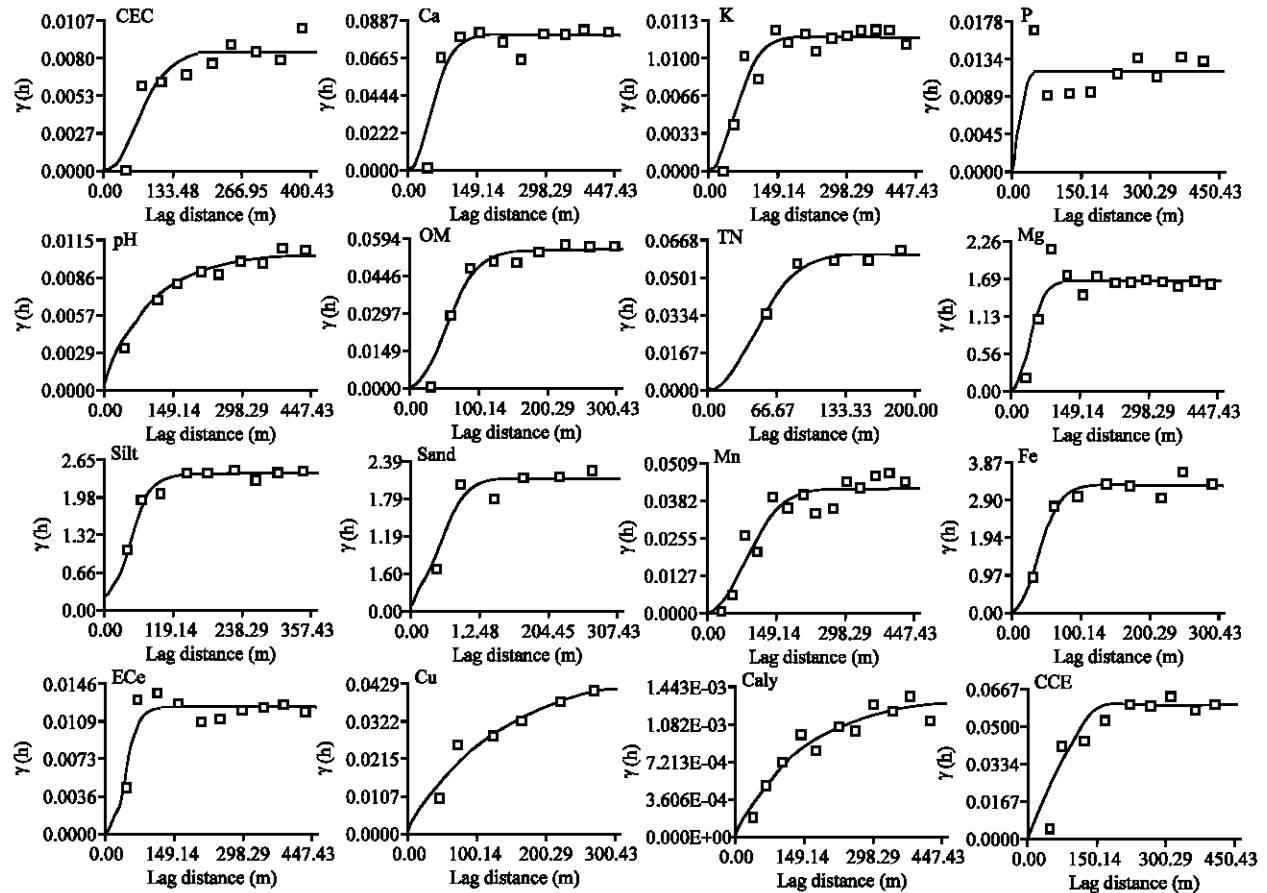 CEC
γ (h)
0.0107
0.0080
0.0053
0.0027
0.0000
0.00 133.48 266.95 400.43
Lag distance (m)
Ca
γ (h)
0.0887
0.0665
0.0444
0.0222
0.0000
0.00 149.14 298.29 447.43
Lag distance (m)
K
γ (h)
0.0113
0.0100
0.0066
0.0033
0.0000
0.00 149.14 298.29 447.43
Lag distance (m)
P
γ (h)
0.0178
0.0134
0.0089
0.0045
0.0000
0.00 150.14 300.29 450.43
Lag distance (m)
pH
γ (h)
0.0115
0.0086
0.0057
0.0029
0.0000
0.00 149.14 298.29 447.43
Lag distance (m)
OM
γ (h)
0.0594
0.0446
0.0297
0.0149
0.0000
0.00 100.14 200.29 300.43
Lag distance (m)
TN
γ (h)
0.0668
0.0501
0.0334
0.0167
0.0000
0.00 66.67 133.33 200.00
Lag distance (m)
Mg
γ (h)
2.26
1.69
1.13
0.56
0.00
0.00 149.14 298.29 447.43
Lag distance (m)
Silt
γ (h)
2.65
1.98
1.32
0.66
0.00
0.00 119.14 238.29 357.43
Lag distance (m)
Sand
γ (h)
2.39
1.79
1.19
1.60
0.00
0.00 1,2.48 204.45 307.43
Lag distance (m)
Mn
γ (h)
0.0509
0.0382
0.0255
0.0127
0.0000
0.00 149.14 298.29 447.43
Lag distance (m)
Fe
γ (h)
3.87
2.90
1.94
0.97
0.00
0.00 100.14 200.29 300.43
Lag distance (m)
ECe
γ (h)
0.0146
0.0109
0.0073
0.0036
0.0000
0.00 149.14 298.29 447.43
Lag distance (m)
Cu
γ (h)
0.0429
0.0322
0.0215
0.0107
0.0000
0.00 100.14 200.29 300.43
Lag distance (m)
Caly
γ (h)
1.443E-03
1.082E-03
7.213E-04
3.606E-04
0.000E+00
0.00 149.14 298.29 447.43
Lag distance (m)
CCE
γ (h)
0.0667
0.0500
0.0334
0.0167
0.0000
0.00 150.14 300.29 450.43
Lag distance (m)